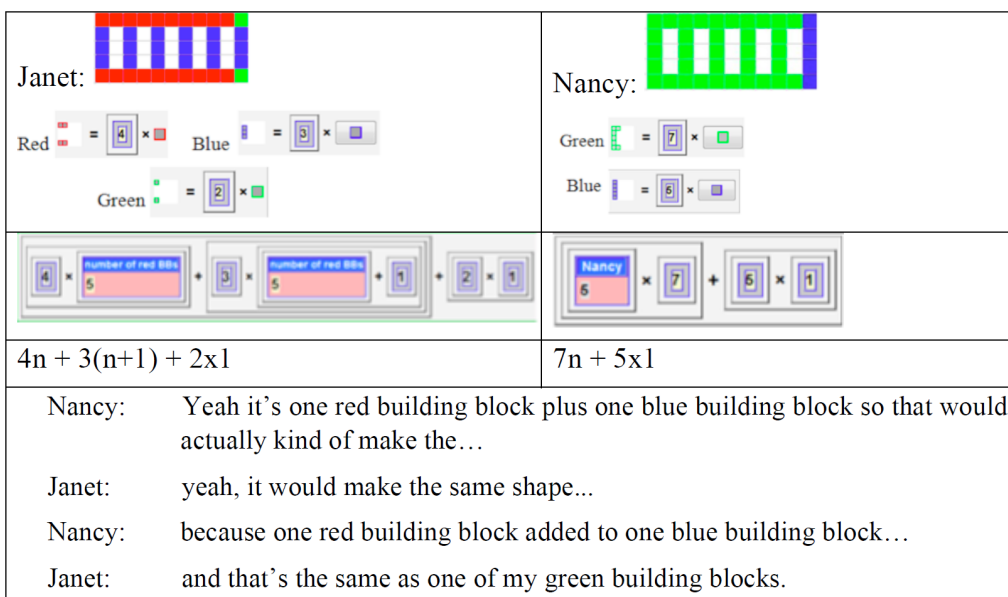 Janet:
Red = 4 ×
Blue = 3 ×
Green = 2 ×
Nancy:
Green = 7 ×
Blue = ×
number of red BBs
number of red BBs
4 × 5 + 3 × 5 + 1 + 2 × 1
Nancy
× 7 + × 1
4n + 3(n+1) + 2x1
7n + 5x1
Nancy: Yeah it’s one red building block plus one blue building block so that would
actually kind of make the…
Janet: yeah, it would make the same shape...
Nancy: because one red building block added to one blue building block…
Janet: and that’s the same as one of my green building blocks.